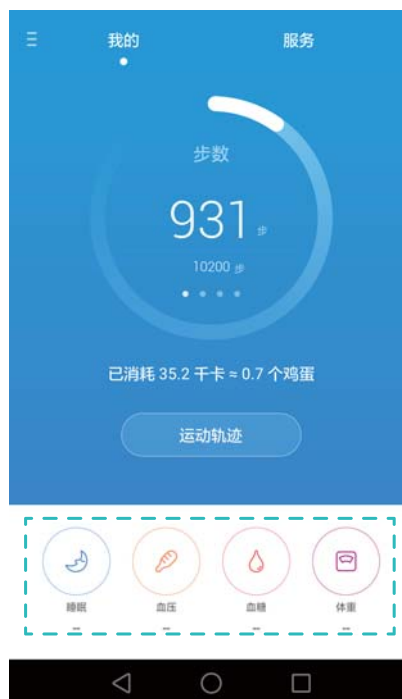 我的 服务
步数
931 步
10200 步
已消耗 35.2 千卡 ≈ 0.7 个鸡蛋
运动轨迹
睡眠 血压 血糖 体重
-- -- -- --